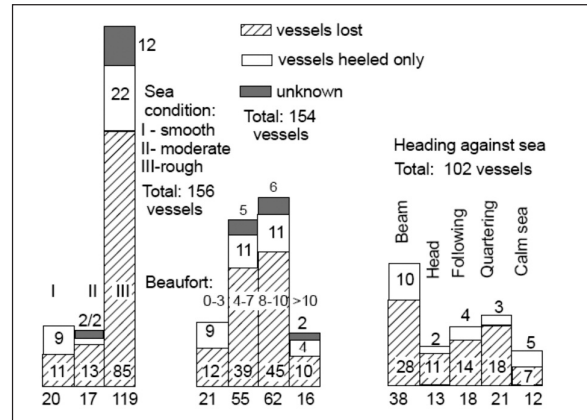 vessels lost
vessels heeled only
unknown
Total: 154
vessels
12
22
Sea
condition:
I - smooth
II- moderate
III-rough
Total: 156
vessels
I
II
III
2/2
9
11
13
85
20
17
119
Beaufort:
0-3
4-7
8-10
>10
5
6
11
11
9
2
4
12
39
45
10
21
55
62
16
Heading against sea
Total: 102 vessels
Beam
Head
Following
Quartering
Calm sea
10
2
4
3
5
28
11
14
18
7
38
13
18
21
12